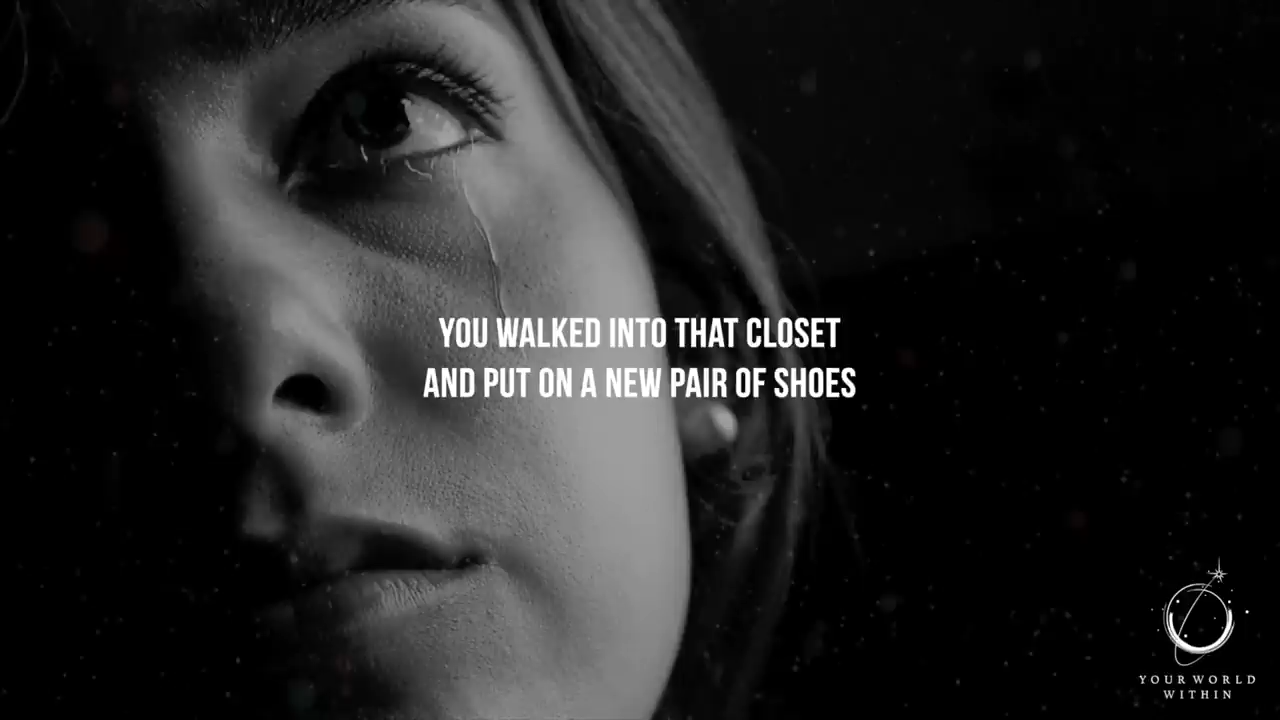 YOU WALKED INTO THAT CLOSET
AND PUT ON A NEW PAIR OF SHOES
YOUR WORLD
WITHIN